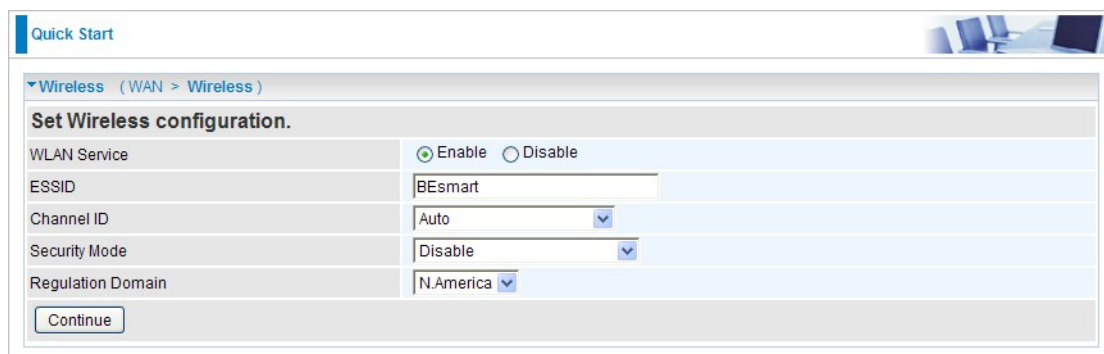 Quick Start
Wireless ( WAN > Wireless )
Set Wireless configuration.
WLAN Service Enable Disable
ESSID BEsmart
Channel ID Auto
Security Mode Disable
Regulation Domain N.America
Continue